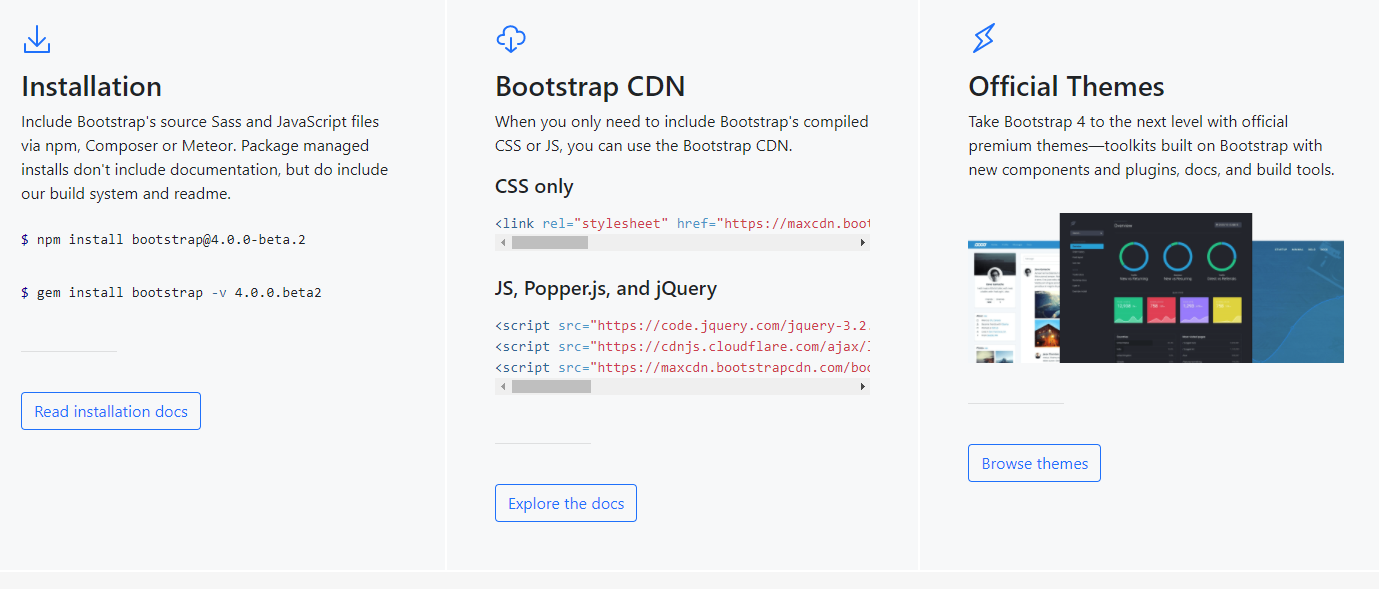 Installation
Include Bootstrap's source Sass and JavaScript files
via npm, Composer or Meteor. Package managed
installs don't include documentation, but do include
our build system and readme.
$ npm install bootstrap@4.0.0-beta.2
$ gem install bootstrap -v 4.0.0.beta2
Read installation docs
Bootstrap CDN
When you only need to include Bootstrap's compiled
CSS or JS, you can use the Bootstrap CDN.
CSS only
<link rel="stylesheet" href="https://maxcdn.boot
JS, Popper.js, and jQuery
<script src="https://code.jquery.com/jquery-3.2.
<script src="https://cdnjs.cloudflare.com/ajax/l
<script src="https://maxcdn.bootstrapcdn.com/boo
Explore the docs
Official Themes
Take Bootstrap 4 to the next level with official
premium themes—toolkits built on Bootstrap with
new components and plugins, docs, and build tools.
Overview
Browse themes